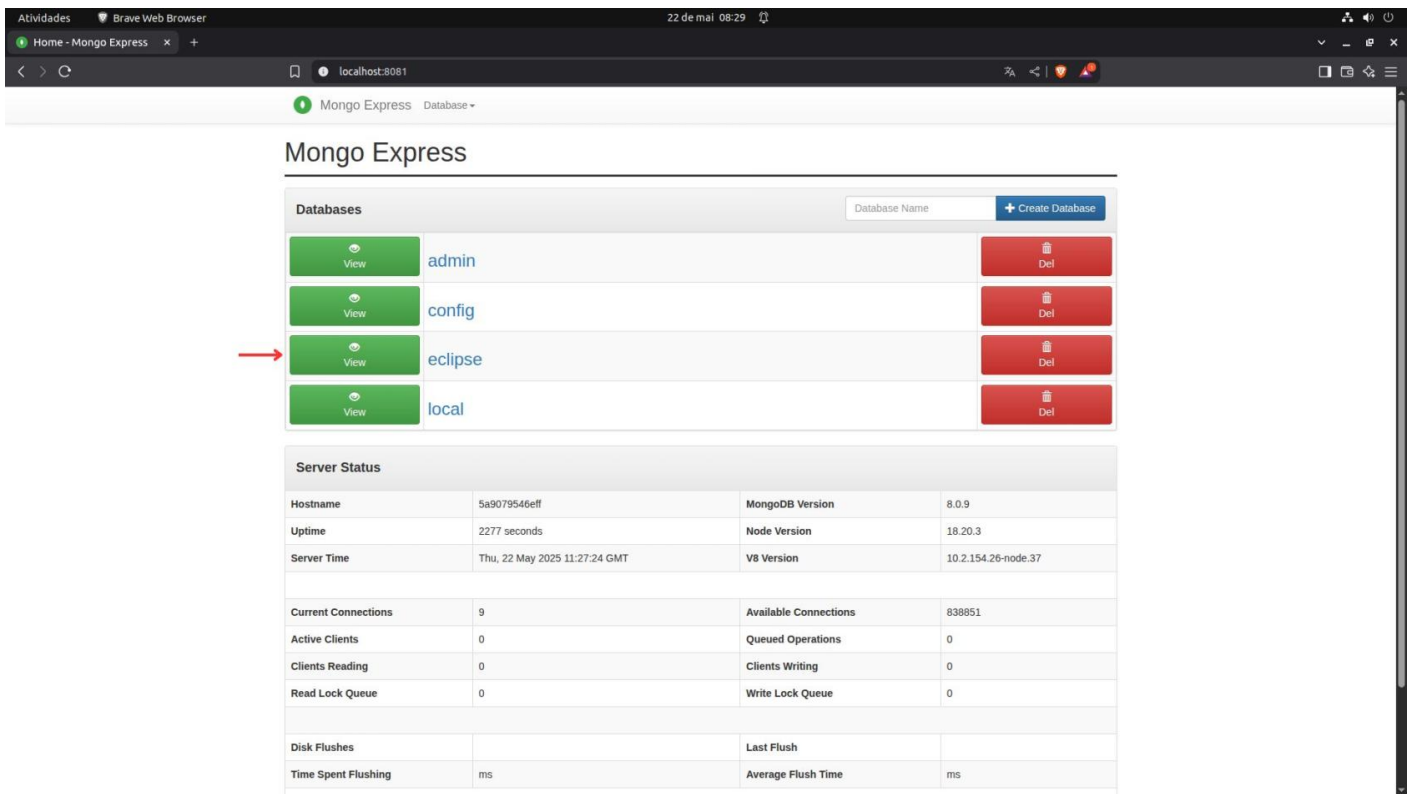 Atividades Brave Web Browser 22 de mai 08:29
Home - Mongo Express × +
localhost:8081
Mongo Express Database
Mongo Express
Databases Database Name + Create Database
View admin Del
View config Del
View eclipse Del
View local Del
Server Status
Hostname 5a9079546eff MongoDB Version 8.0.9
Uptime 2277 seconds Node Version 18.20.3
Server Time Thu, 22 May 2025 11:27:24 GMT V8 Version 10.2.154.26-node.37
Current Connections 9 Available Connections 838851
Active Clients 0 Queued Operations 0
Clients Reading 0 Clients Writing 0
Read Lock Queue 0 Write Lock Queue 0
Disk Flushes Last Flush
Time Spent Flushing ms Average Flush Time ms